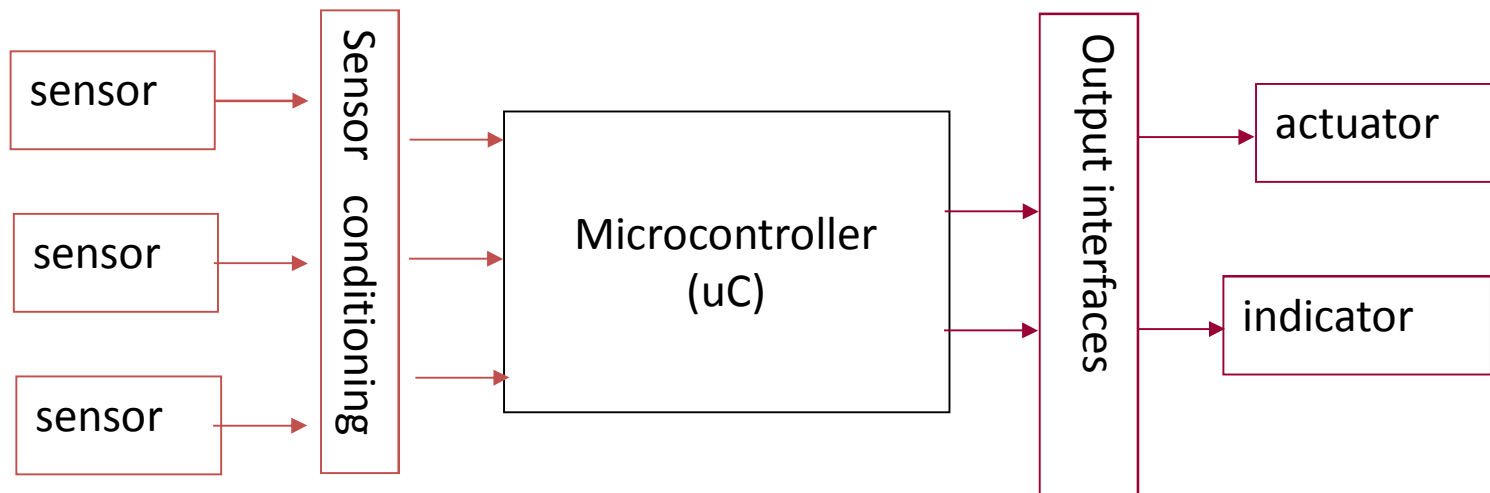 sensor
sensor
sensor
Sensor conditioning
Microcontroller
(uC)
Output interfaces
actuator
indicator